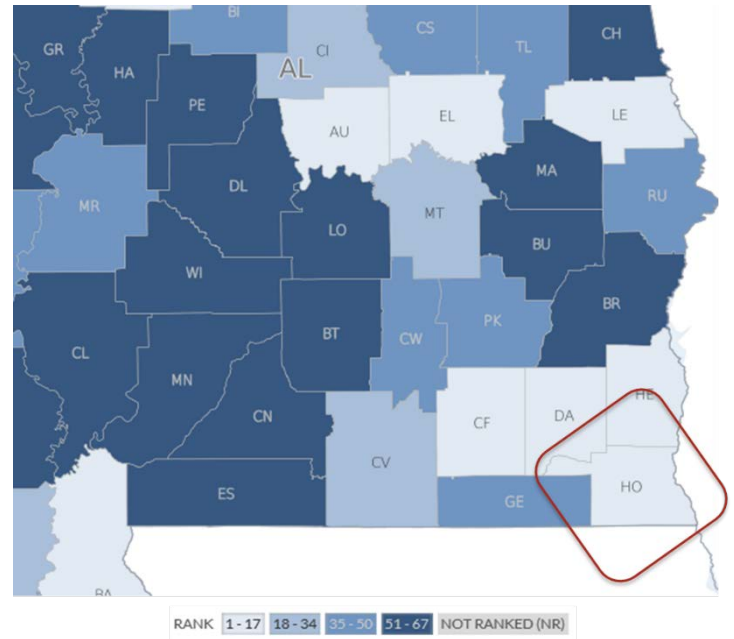 BI
CS
CH
CI
TL
GR
HA
AL
PE
EL
LE
AU
MA
DL
RU
MR
MT
LO
BU
WI
BR
PK
BT
CW
CL
MN
HE
CN
DA
CF
CV
HO
ES
GE
BA
RANK 1 - 17 18 - 34 35 - 50 51 - 67 NOT RANKED (NR)